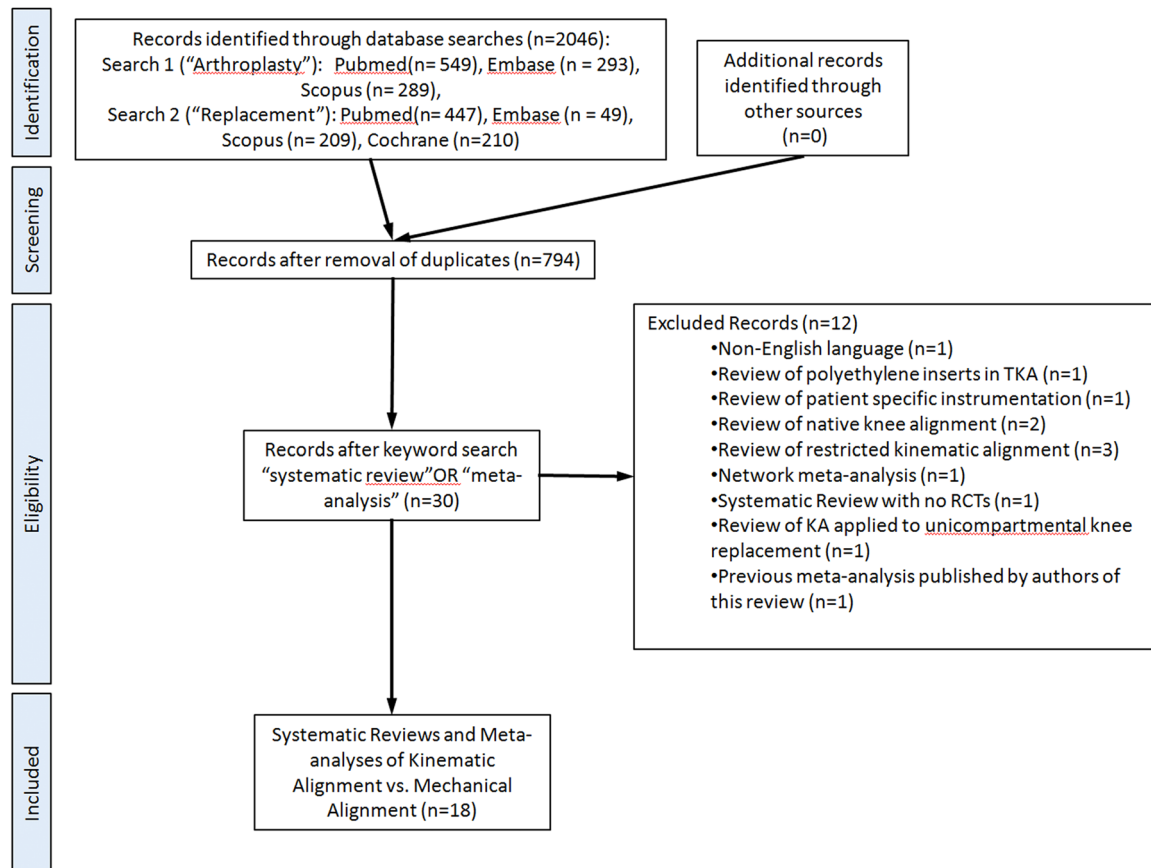 Identification
Records identified through database searches (n=2046):
Search 1 (“Arthroplasty”): Pubmed(n= 549), Embase (n = 293),
Scopus (n= 289),
Search 2 (“Replacement”): Pubmed(n= 447), Embase (n = 49),
Scopus (n= 209), Cochrane (n=210)
Additional records
identified through
other sources
(n=0)
Screening
Records after removal of duplicates (n=794)
Eligibility
Records after keyword search
“systematic review”OR “meta-
analysis” (n=30)
Excluded Records (n=12)
•Non-English language (n=1)
•Review of polyethylene inserts in TKA (n=1)
•Review of patient specific instrumentation (n=1)
•Review of native knee alignment (n=2)
•Review of restricted kinematic alignment (n=3)
•Network meta-analysis (n=1)
•Systematic Review with no RCTs (n=1)
•Review of KA applied to unicompartmental knee
replacement (n=1)
•Previous meta-analysis published by authors of
this review (n=1)
Included
Systematic Reviews and Meta-
analyses of Kinematic
Alignment vs. Mechanical
Alignment (n=18)